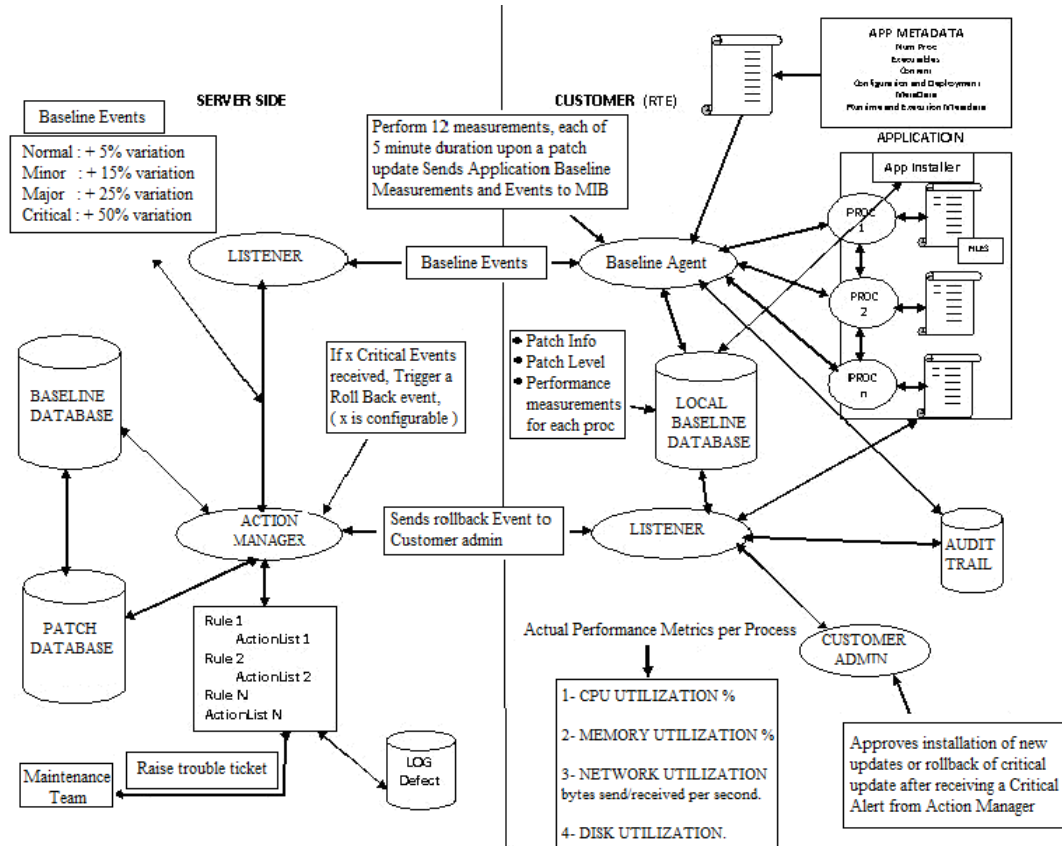 APP METADATA
Num Proc
Executables
Consent
Configuration and Deployment
MetaData
Runtime and Execution Metadata
SERVER SIDE
CUSTOMER (RTE)
Baseline Events
Normal : + 5% variation
Minor : + 15% variation
Major : + 25% variation
Critical : + 50% variation
Perform 12 measurements, each of
5 minute duration upon a patch
update Sends Application Baseline
Measurements and Events to MIB
APPLICATION
App Installer
PROC
1
FILES
PROC
2
PROC
n
LISTENER
Baseline Events
Baseline Agent
If x Critical Events
received, Trigger a
Roll Back event,
( x is configurable )
• Patch Info
• Patch Level
• Performance
measurements
for each proc
BASELINE
DATABASE
LOCAL
BASELINE
DATABASE
ACTION
MANAGER
Sends rollback Event to
Customer admin
LISTENER
AUDIT
TRAIL
PATCH
DATABASE
Rule 1
ActionList 1
Rule 2
ActionList 2
Rule N
ActionList N
Actual Performance Metrics per Process
CUSTOMER
ADMIN
1- CPU UTILIZATION %
2- MEMORY UTILIZATION %
3- NETWORK UTILIZATION
bytes send/received per second.
4- DISK UTILIZATION.
Approves installation of new
updates or rollback of critical
update after receiving a Critical
Alert from Action Manager
Maintenance
Team
Raise trouble ticket
LOG
Defect